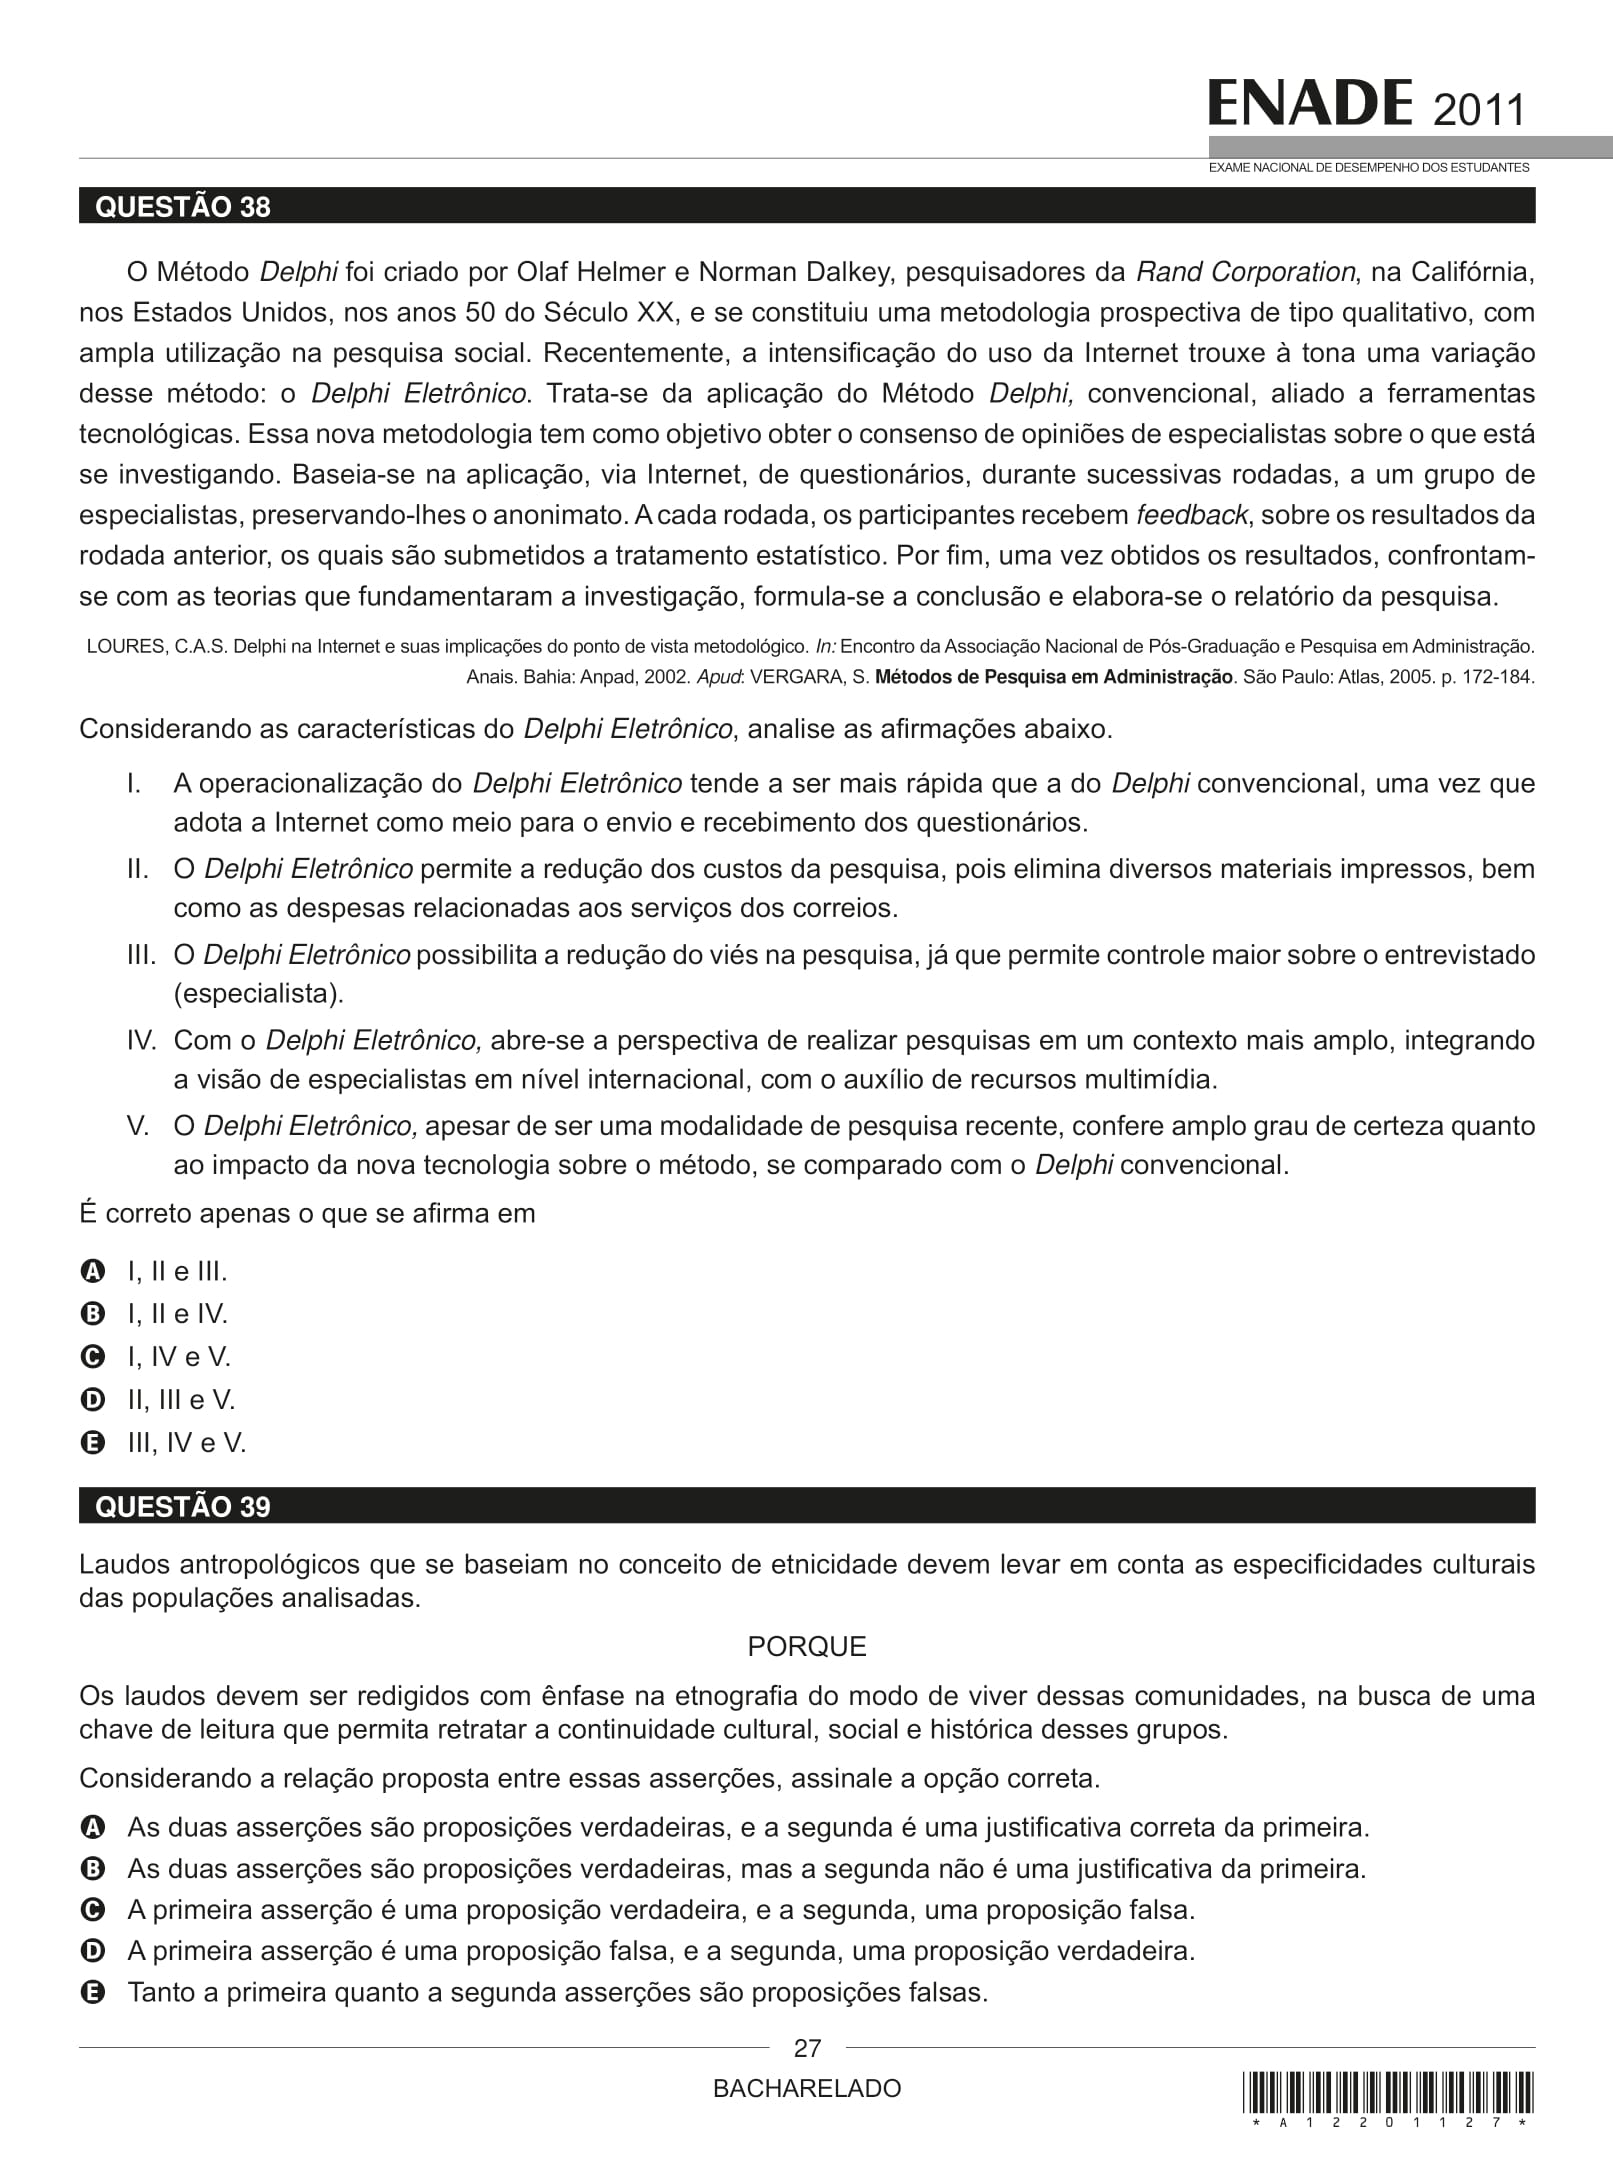 ENADE 2011
EXAME NACIONAL DE DESEMPENHO DOS ESTUDANTES
QUESTÃO 38
O Método Delphi foi criado por Olaf Helmer e Norman Dalkey, pesquisadores da Rand Corporation, na Califórnia,
nos Estados Unidos, nos anos 50 do Século XX, e se constituiu uma metodologia prospectiva de tipo qualitativo, com
ampla utilização na pesquisa social. Recentemente, a intensificação do uso da Internet trouxe à tona uma variação
desse método: o Delphi Eletrônico. Trata-se da aplicação do Método Delphi, convencional, aliado a ferramentas
tecnológicas. Essa nova metodologia tem como objetivo obter o consenso de opiniões de especialistas sobre o que está
se investigando. Baseia-se na aplicação, via Internet, de questionários, durante sucessivas rodadas, a um grupo de
especialistas, preservando-lhes o anonimato. A cada rodada, os participantes recebem feedback, sobre os resultados da
rodada anterior, os quais são submetidos a tratamento estatístico. Por fim, uma vez obtidos os resultados, confrontam-
se com as teorias que fundamentaram a investigação, formula-se a conclusão e elabora-se o relatório da pesquisa.
LOURES, C.A.S. Delphi na Internet e suas implicações do ponto de vista metodológico. In: Encontro da Associação Nacional de Pós-Graduação e Pesquisa em Administração.
Anais. Bahia: Anpad, 2002. Apud: VERGARA, S. Métodos de Pesquisa em Administração. São Paulo: Atlas, 2005. p. 172-184.
Considerando as características do Delphi Eletrônico, analise as afirmações abaixo.
I. A operacionalização do Delphi Eletrônico tende a ser mais rápida que a do Delphi convencional, uma vez que
adota a Internet como meio para o envio e recebimento dos questionários.
II. O Delphi Eletrônico permite a redução dos custos da pesquisa, pois elimina diversos materiais impressos, bem
como as despesas relacionadas aos serviços dos correios.
III. O Delphi Eletrônico possibilita a redução do viés na pesquisa, já que permite controle maior sobre o entrevistado
(especialista).
IV. Com o Delphi Eletrônico, abre-se a perspectiva de realizar pesquisas em um contexto mais amplo, integrando
a visão de especialistas em nível internacional, com o auxílio de recursos multimídia.
V. O Delphi Eletrônico, apesar de ser uma modalidade de pesquisa recente, confere amplo grau de certeza quanto
ao impacto da nova tecnologia sobre o método, se comparado com o Delphi convencional.
É correto apenas o que se afirma em
A I, II e III.
B I, II e IV.
C I, IV e V.
D II, III e V.
E III, IV e V.
QUESTÃO 39
Laudos antropológicos que se baseiam no conceito de etnicidade devem levar em conta as especificidades culturais
das populações analisadas.
PORQUE
Os laudos devem ser redigidos com ênfase na etnografia do modo de viver dessas comunidades, na busca de uma
chave de leitura que permita retratar a continuidade cultural, social e histórica desses grupos.
Considerando a relação proposta entre essas asserções, assinale a opção correta.
A As duas asserções são proposições verdadeiras, e a segunda é uma justificativa correta da primeira.
B As duas asserções são proposições verdadeiras, mas a segunda não é uma justificativa da primeira.
C A primeira asserção é uma proposição verdadeira, e a segunda, uma proposição falsa.
D A primeira asserção é uma proposição falsa, e a segunda, uma proposição verdadeira.
E Tanto a primeira quanto a segunda asserções são proposições falsas.
27
BACHARELADO
* A 1 2 2 0 1 1 2 7 *